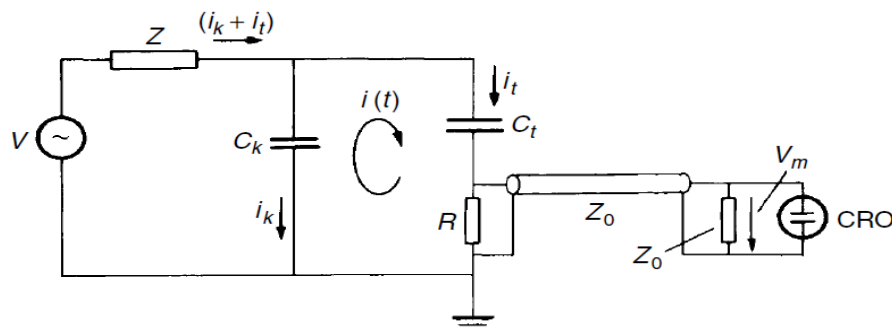 Z
(i_k + i_t)
V
~
C_k
i (t)
i_t
C_t
i_k
R
Z_0
V_m
Z_0
CRO